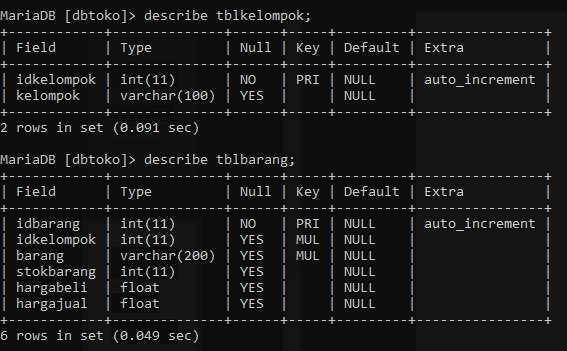 MariaDB [dbtoko]> describe tblkelompok;
+------------+--------------+------+-----+---------+----------------+
| Field      | Type         | Null | Key | Default | Extra          |
+------------+--------------+------+-----+---------+----------------+
| idkelompok | int(11)      | NO   | PRI | NULL    | auto_increment |
| kelompok   | varchar(100) | YES  |     | NULL    |                |
+------------+--------------+------+-----+---------+----------------+
2 rows in set (0.091 sec)

MariaDB [dbtoko]> describe tblbarang;
+------------+--------------+------+-----+---------+----------------+
| Field      | Type         | Null | Key | Default | Extra          |
+------------+--------------+------+-----+---------+----------------+
| idbarang   | int(11)      | NO   | PRI | NULL    | auto_increment |
| idkelompok | int(11)      | YES  | MUL | NULL    |                |
| barang     | varchar(200) | YES  | MUL | NULL    |                |
| stokbarang | int(11)      | YES  |     | NULL    |                |
| hargabeli  | float        | YES  |     | NULL    |                |
| hargajual  | float        | YES  |     | NULL    |                |
+------------+--------------+------+-----+---------+----------------+
6 rows in set (0.049 sec)